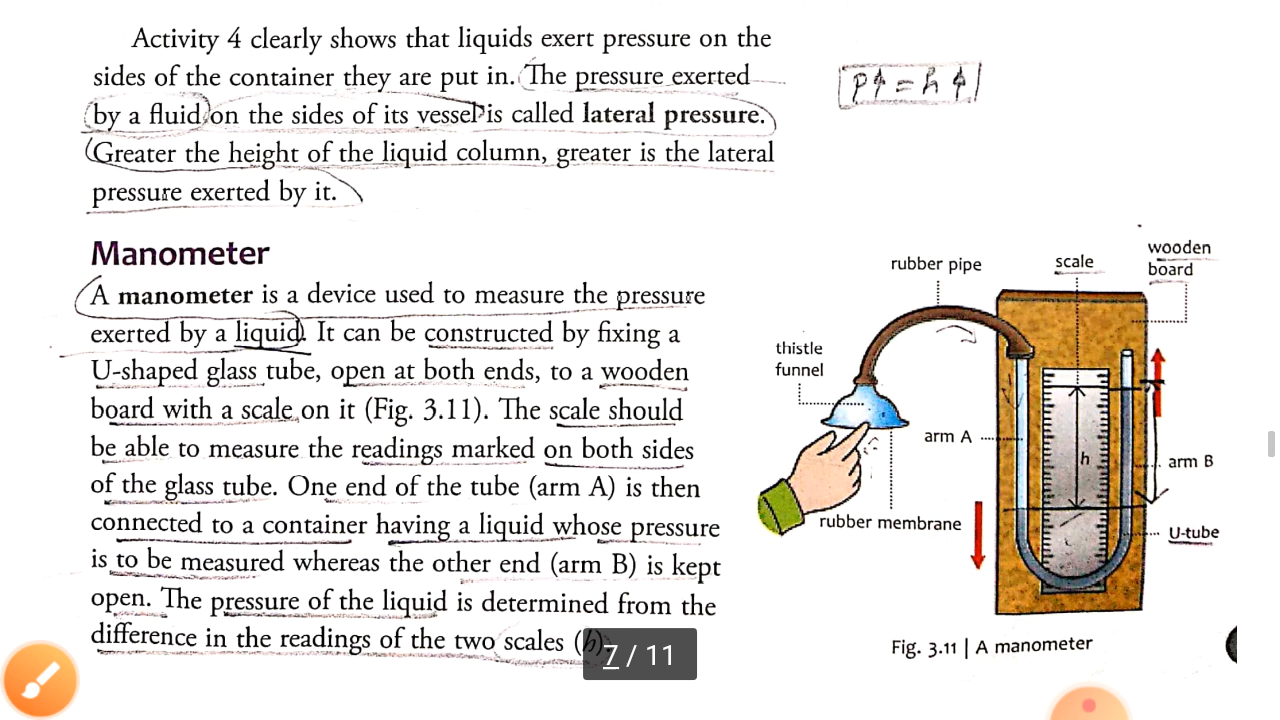 Activity 4 clearly shows that liquids exert pressure on the
sides of the container they are put in. The pressure exerted
by a fluid on the sides of its vessel is called lateral pressure.
Greater the height of the liquid column, greater is the lateral
pressure exerted by it.
P↑ = h↑
Manometer
A manometer is a device used to measure the pressure
exerted by a liquid. It can be constructed by fixing a
U-shaped glass tube, open at both ends, to a wooden
board with a scale on it (Fig. 3.11). The scale should
be able to measure the readings marked on both sides
of the glass tube. One end of the tube (arm A) is then
connected to a container having a liquid whose pressure
is to be measured whereas the other end (arm B) is kept
open. The pressure of the liquid is determined from the
difference in the readings of the two scales (h).
7 / 11
rubber pipe
scale
wooden
board
thistle
funnel
arm A
h
arm B
rubber membrane
U-tube
Fig. 3.11 | A manometer